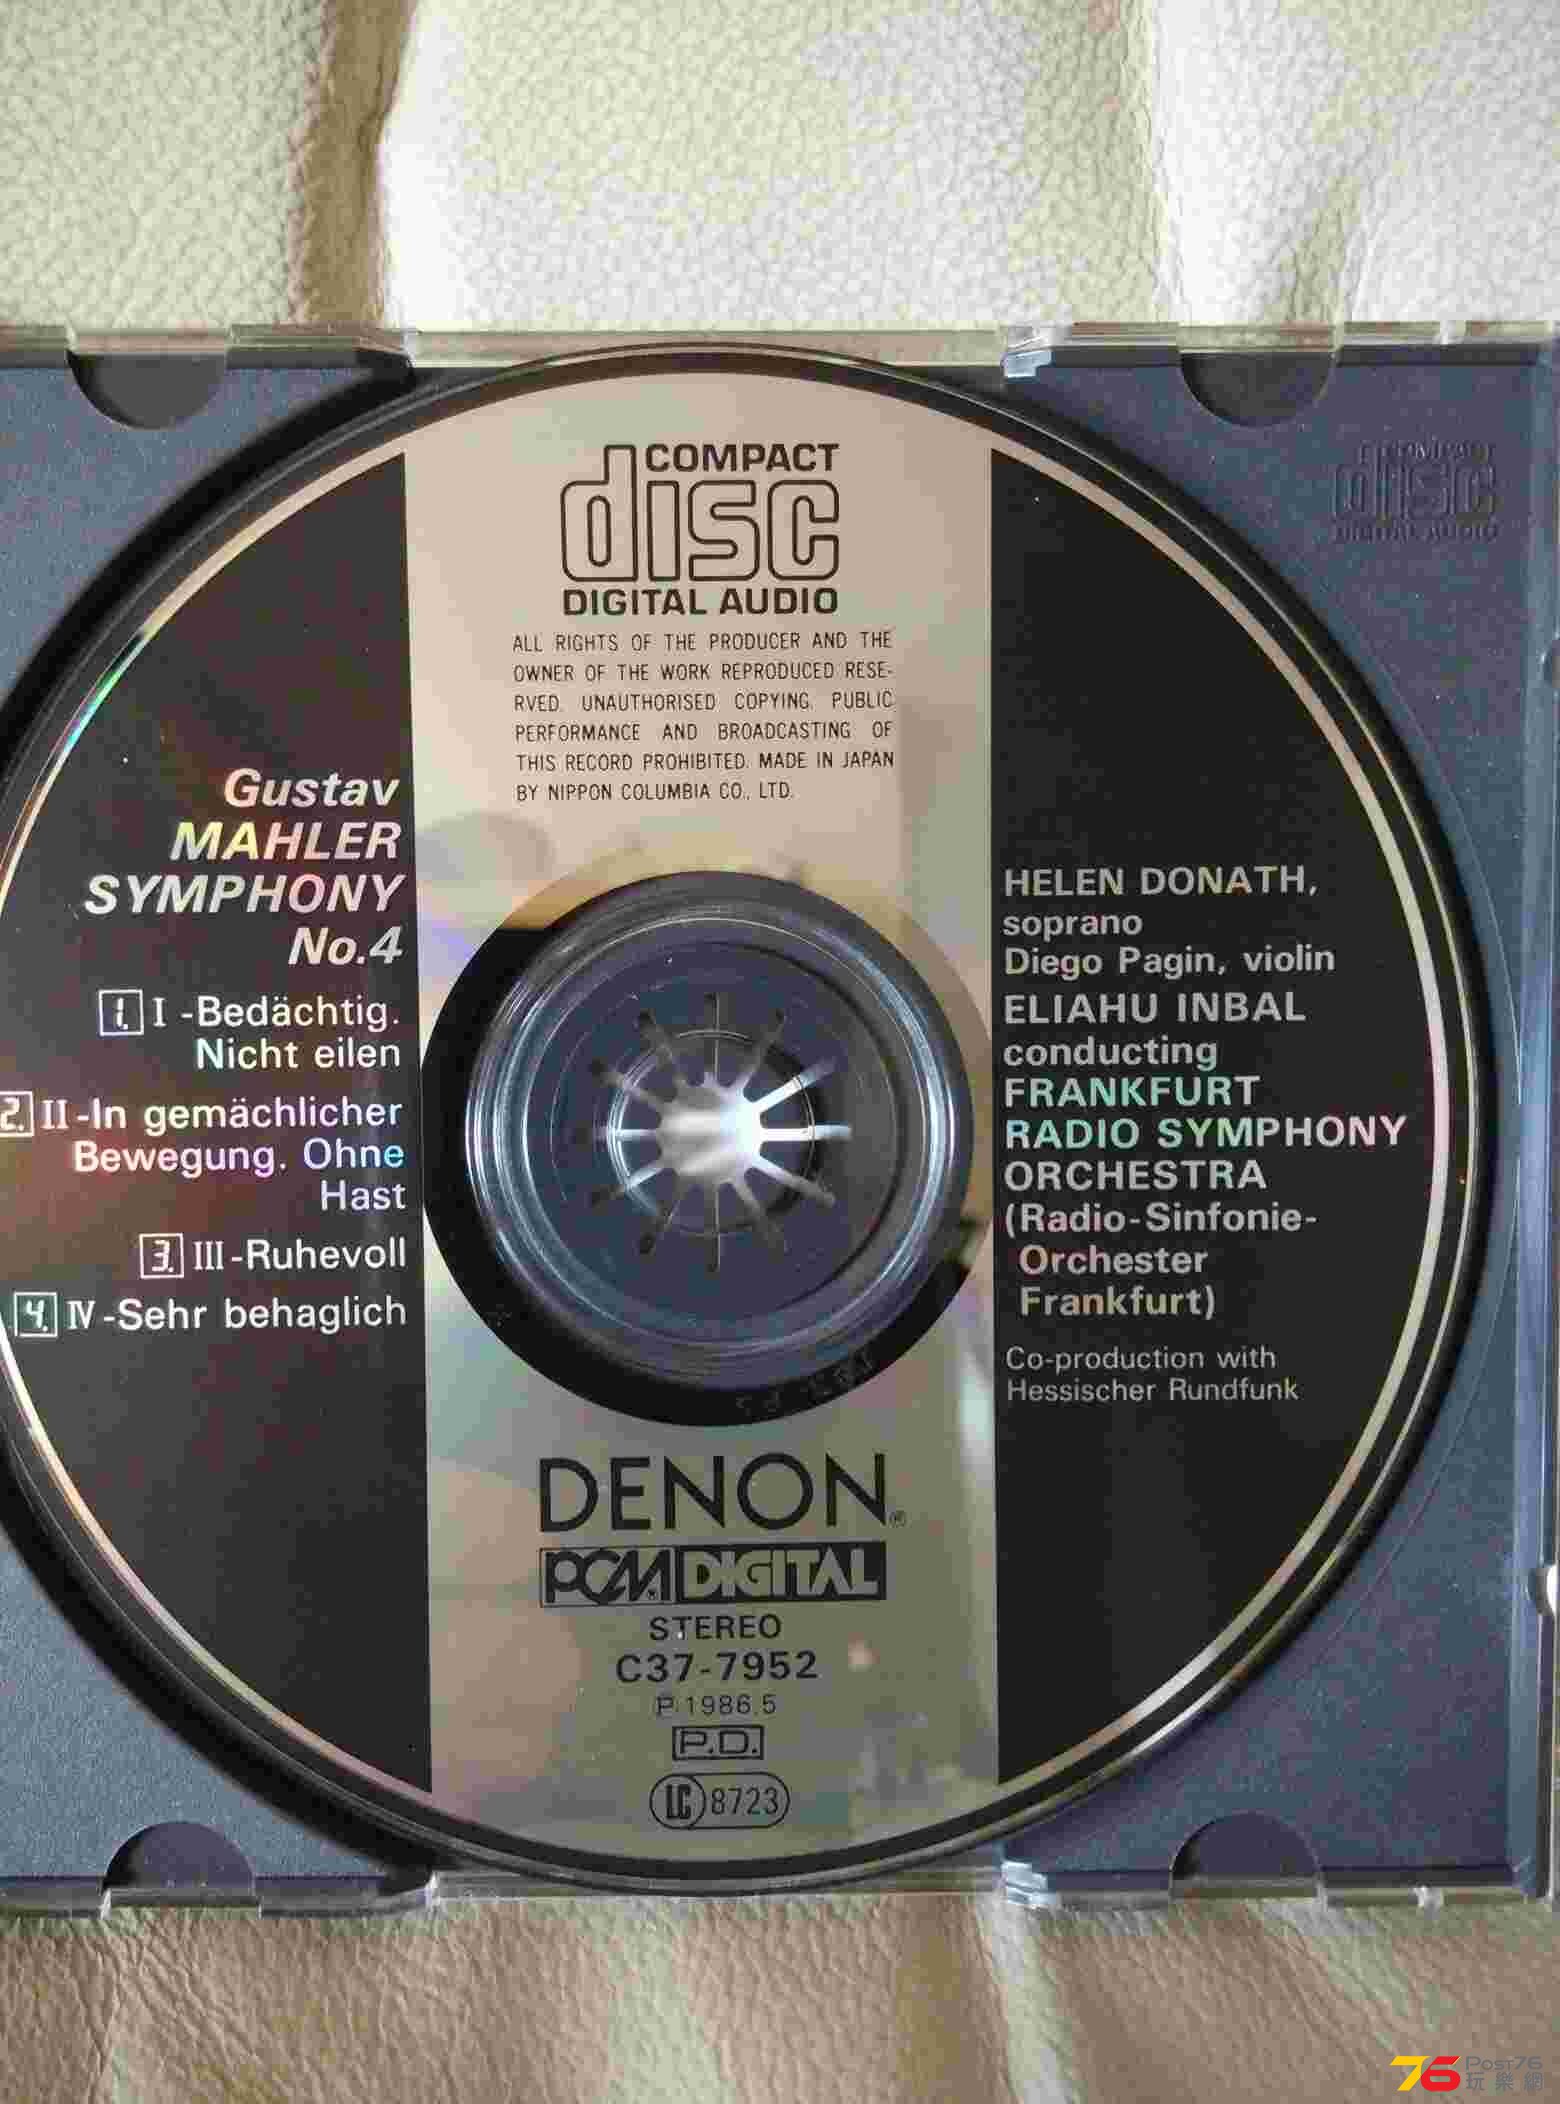 COMPACT
disc
DIGITAL AUDIO
ALL RIGHTS OF THE PRODUCER AND THE
OWNER OF THE WORK REPRODUCED RESE-
RVED. UNAUTHORISED COPYING, PUBLIC
PERFORMANCE AND BROADCASTING OF
THIS RECORD PROHIBITED. MADE IN JAPAN
BY NIPPON COLUMBIA CO., LTD.
COMPACT
disc
DIGITAL AUDIO
Gustav
MAHLER
SYMPHONY
No.4
1. I -Bedächtig.
Nicht eilen
2. II -In gemächlicher
Bewegung. Ohne
Hast
3. III -Ruhevoll
4. IV -Sehr behaglich
HELEN DONATH,
soprano
Diego Pagin, violin
ELIAHU INBAL
conducting
FRANKFURT
RADIO SYMPHONY
ORCHESTRA
(Radio-Sinfonie-
Orchester
Frankfurt)
Co-production with
Hessischer Rundfunk
DENON®
PCM DIGITAL
STEREO
C37-7952
P.1986.5
P.D.
LC 8723
76 Post76
玩樂網